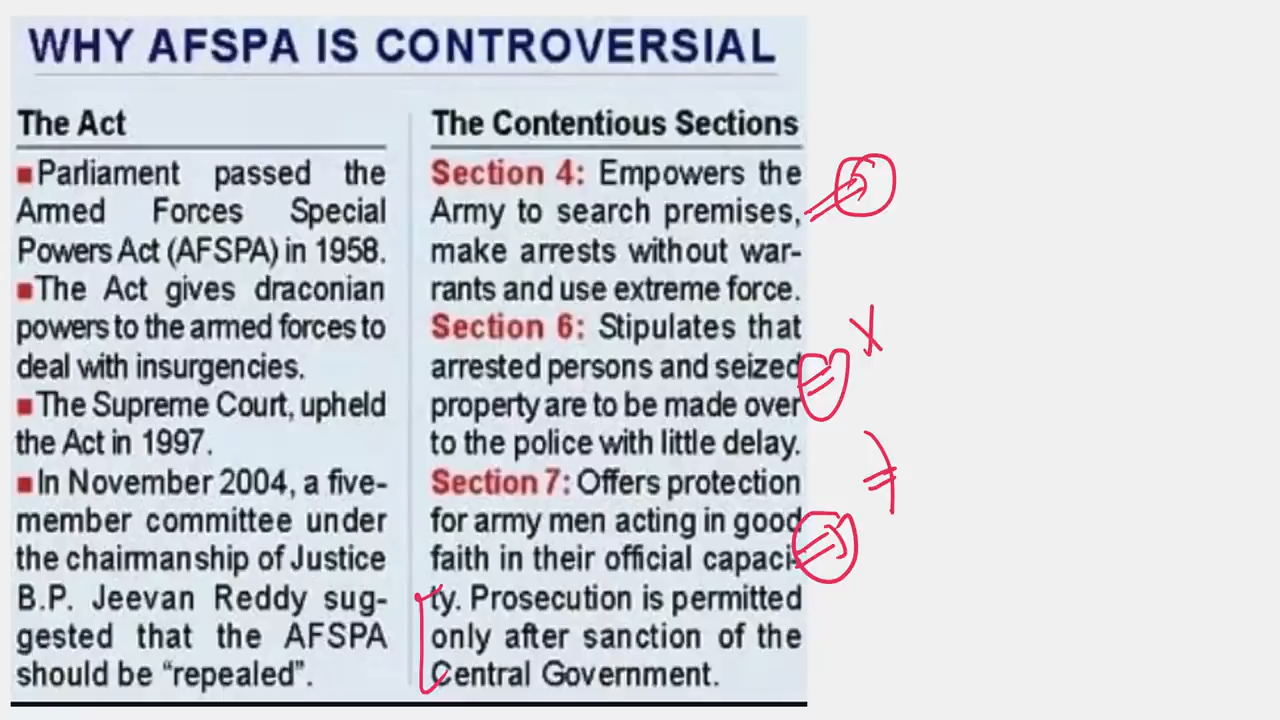 WHY AFSPA IS CONTROVERSIAL
The Act
Parliament passed the
Armed Forces Special
Powers Act (AFSPA) in 1958.
The Act gives draconian
powers to the armed forces to
deal with insurgencies.
The Supreme Court, upheld
the Act in 1997.
In November 2004, a five-
member committee under
the chairmanship of Justice
B.P. Jeevan Reddy sug-
gested that the AFSPA
should be “repealed”.
The Contentious Sections
Section 4: Empowers the
Army to search premises,
make arrests without war-
rants and use extreme force.
Section 6: Stipulates that
arrested persons and seized
property are to be made over
to the police with little delay.
Section 7: Offers protection
for army men acting in good
faith in their official capaci-
ty. Prosecution is permitted
only after sanction of the
Central Government.